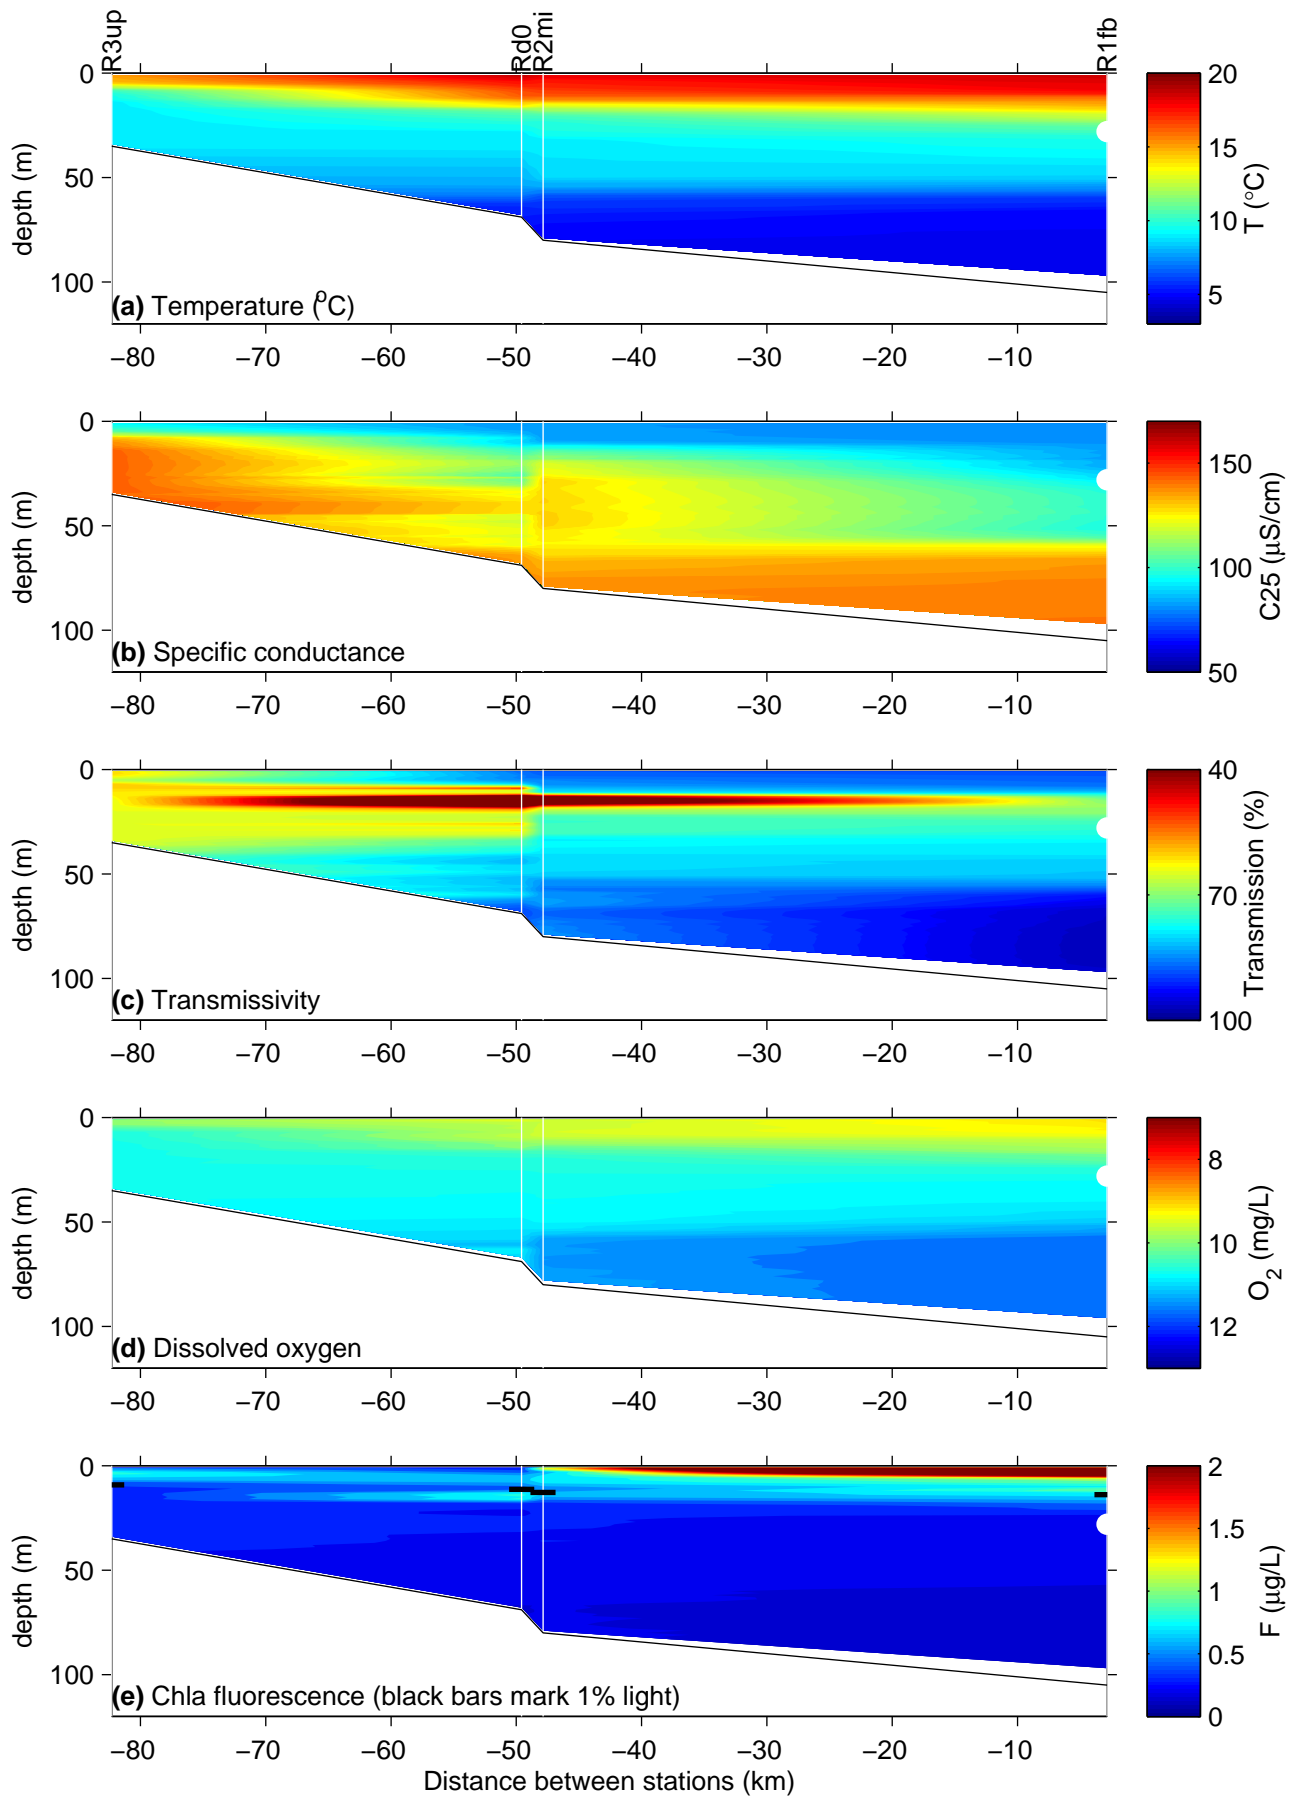 R3up Rd0 R2mi R1fb
0
50
100
depth (m)
(a) Temperature (oC)
−80 −70 −60 −50 −40 −30 −20 −10
20
15
10
5
T (°C)
0
50
100
depth (m)
(b) Specific conductance
−80 −70 −60 −50 −40 −30 −20 −10
150
100
50
C25 (µS/cm)
0
50
100
depth (m)
(c) Transmissivity
−80 −70 −60 −50 −40 −30 −20 −10
40
70
100
Transmission (%)
0
50
100
depth (m)
(d) Dissolved oxygen
−80 −70 −60 −50 −40 −30 −20 −10
8
10
12
O2 (mg/L)
0
50
100
depth (m)
(e) Chla fluorescence (black bars mark 1% light)
−80 −70 −60 −50 −40 −30 −20 −10
Distance between stations (km)
2
1.5
1
0.5
0
F (µg/L)